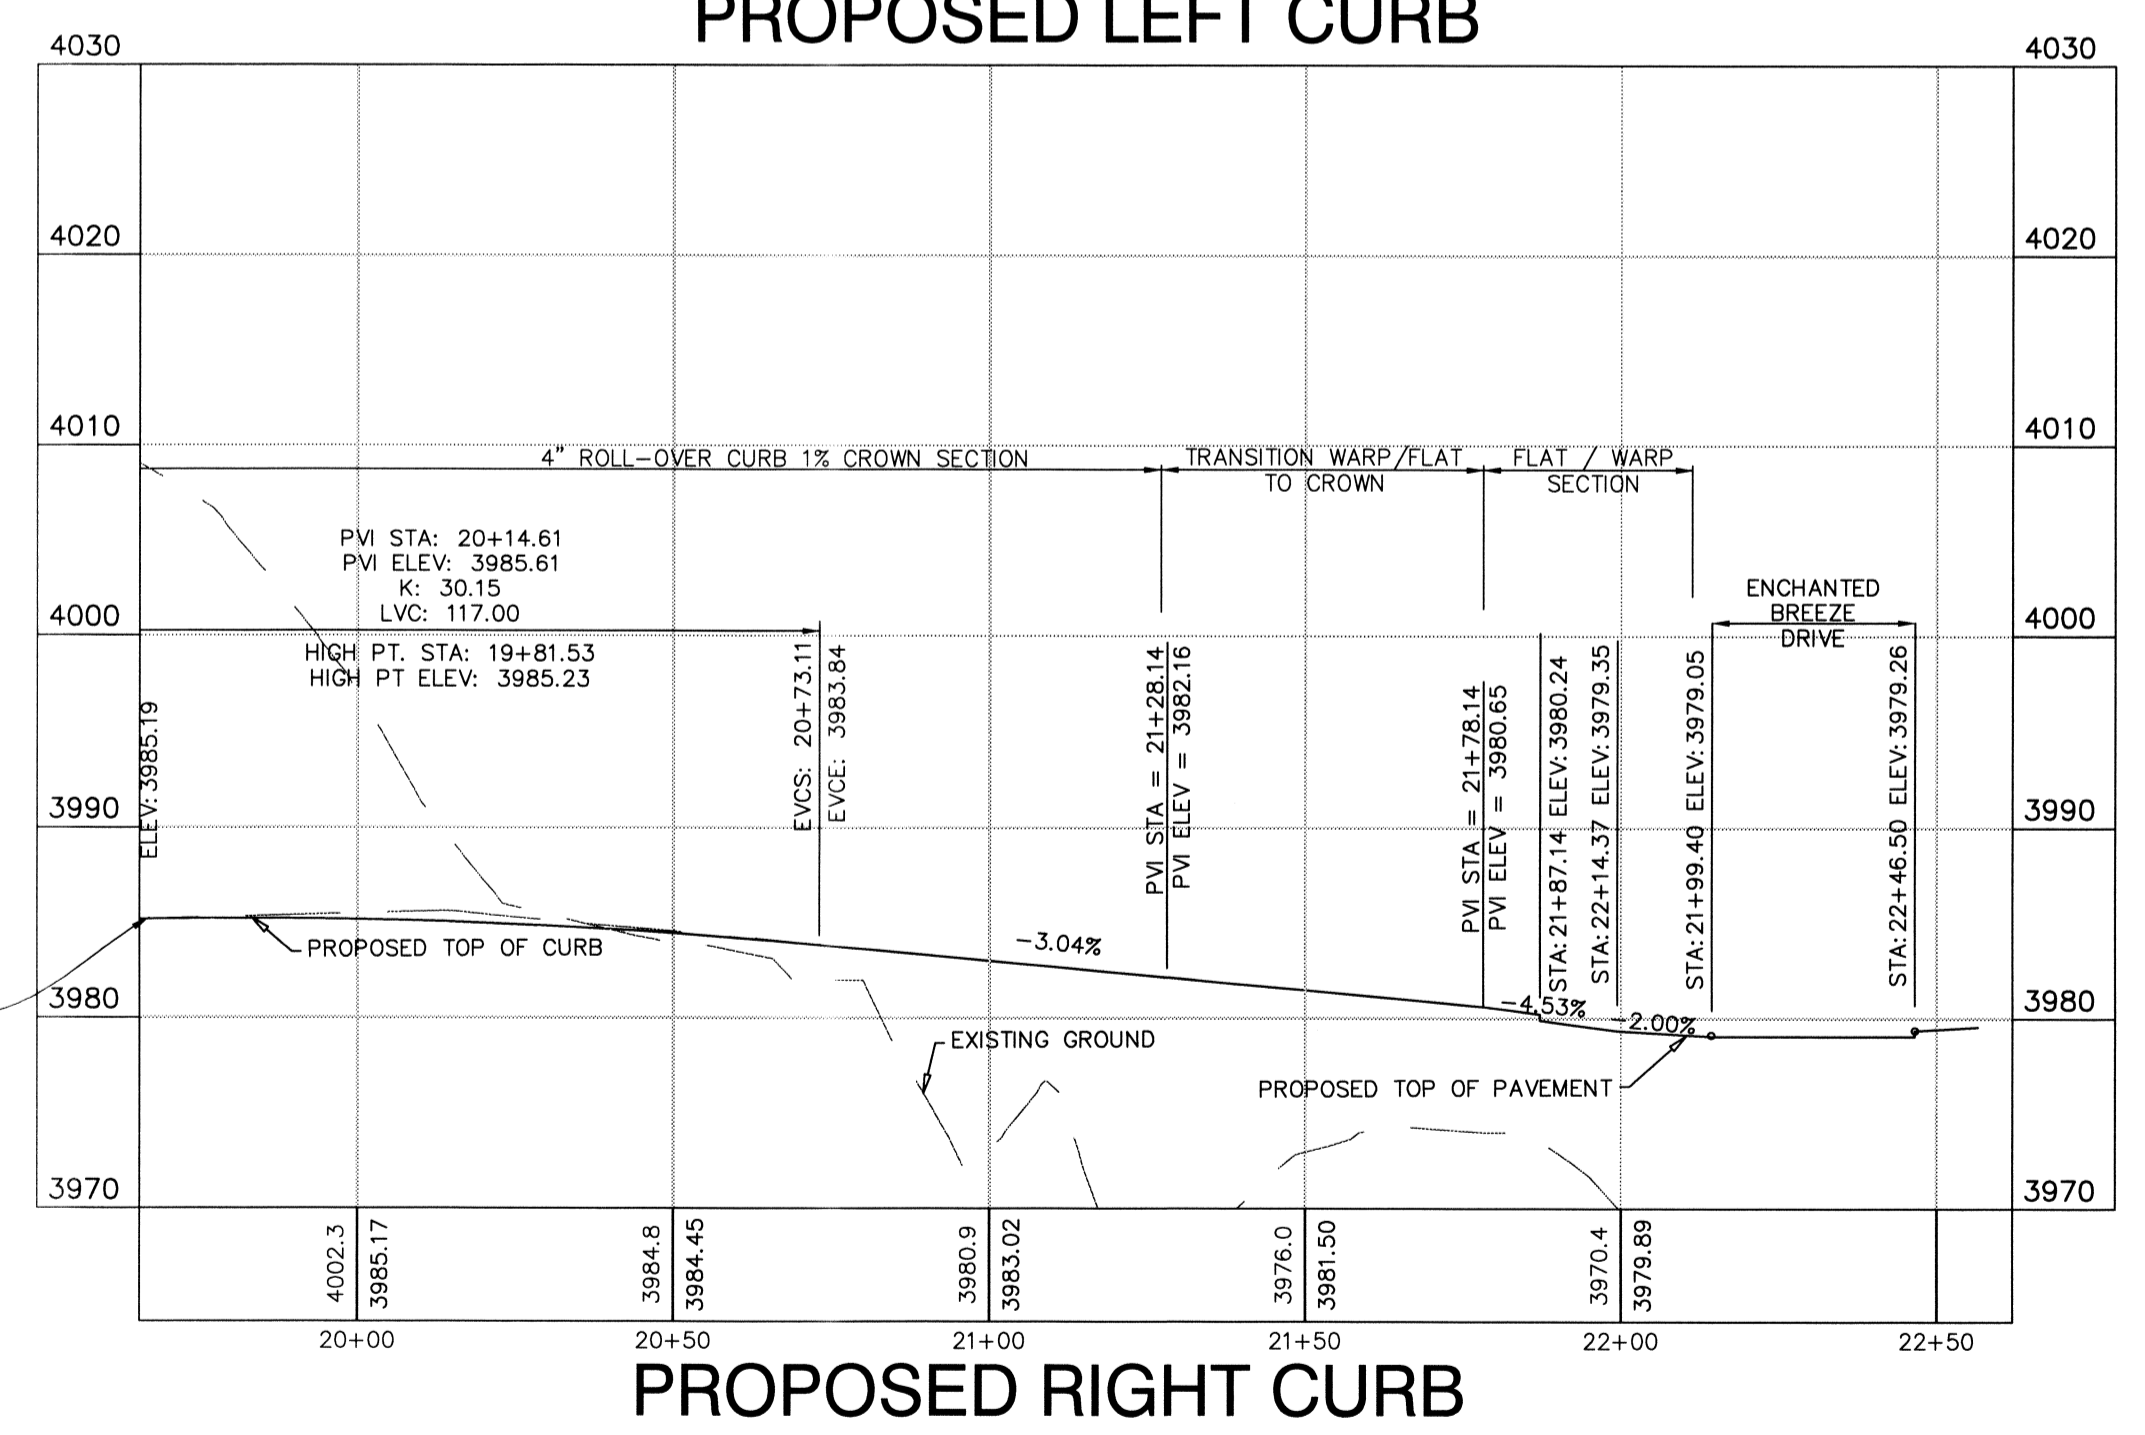 PROPOSED LEFT CURB
4030
4030
4020
4020
4010
4010
4" ROLL-OVER CURB 1% CROWN SECTION
TRANSITION WARP/FLAT
TO CROWN
FLAT / WARP
SECTION
PVI STA: 20+14.61
PVI ELEV: 3985.61
K: 30.15
LVC: 117.00
HIGH PT. STA: 19+81.53
HIGH PT ELEV: 3985.23
ENCHANTED
BREEZE
DRIVE
4000
4000
ELEV: 3985.19
EVCS: 20+73.11
EVCE: 3983.84
PVI STA = 21+28.14
PVI ELEV = 3982.16
PVI STA = 21+78.14
PVI ELEV = 3980.65
STA: 21+87.14 ELEV: 3980.24
STA: 22+14.37 ELEV: 3979.35
STA: 21+99.40 ELEV: 3979.05
STA: 22+46.50 ELEV: 3979.26
3990
3990
PROPOSED TOP OF CURB
-3.04%
3980
3980
-4.53%
-2.00%
EXISTING GROUND
PROPOSED TOP OF PAVEMENT
3970
3970
4002.3
3985.17
3984.8
3984.45
3980.9
3983.02
3976.0
3981.50
3970.4
3979.89
20+00
20+50
21+00
21+50
22+00
22+50
PROPOSED RIGHT CURB